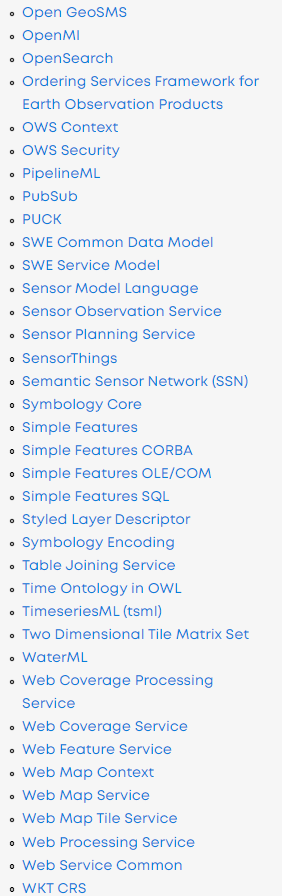 Open GeoSMS
OpenMI
OpenSearch
Ordering Services Framework for
Earth Observation Products
OWS Context
OWS Security
PipelineML
PubSub
PUCK
SWE Common Data Model
SWE Service Model
Sensor Model Language
Sensor Observation Service
Sensor Planning Service
SensorThings
Semantic Sensor Network (SSN)
Symbology Core
Simple Features
Simple Features CORBA
Simple Features OLE/COM
Simple Features SQL
Styled Layer Descriptor
Symbology Encoding
Table Joining Service
Time Ontology in OWL
TimeseriesML (tsml)
Two Dimensional Tile Matrix Set
WaterML
Web Coverage Processing
Service
Web Coverage Service
Web Feature Service
Web Map Context
Web Map Service
Web Map Tile Service
Web Processing Service
Web Service Common
WKT CRS